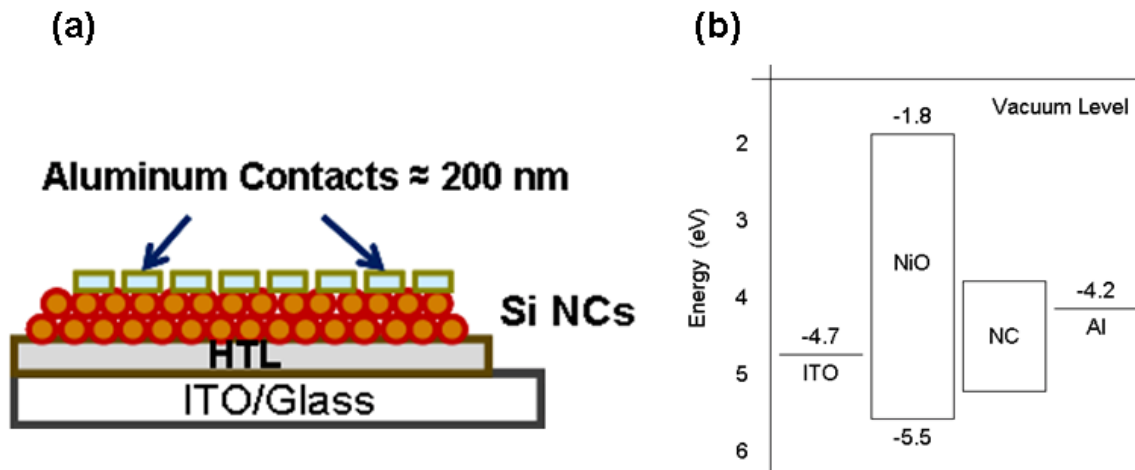 (a)
Aluminum Contacts ≈ 200 nm
Si NCs
HTL
ITO/Glass
(b)
Vacuum Level
Energy (eV)
2
3
4
5
6
-1.8
NiO
-5.5
-4.7
ITO
NC
-4.2
Al